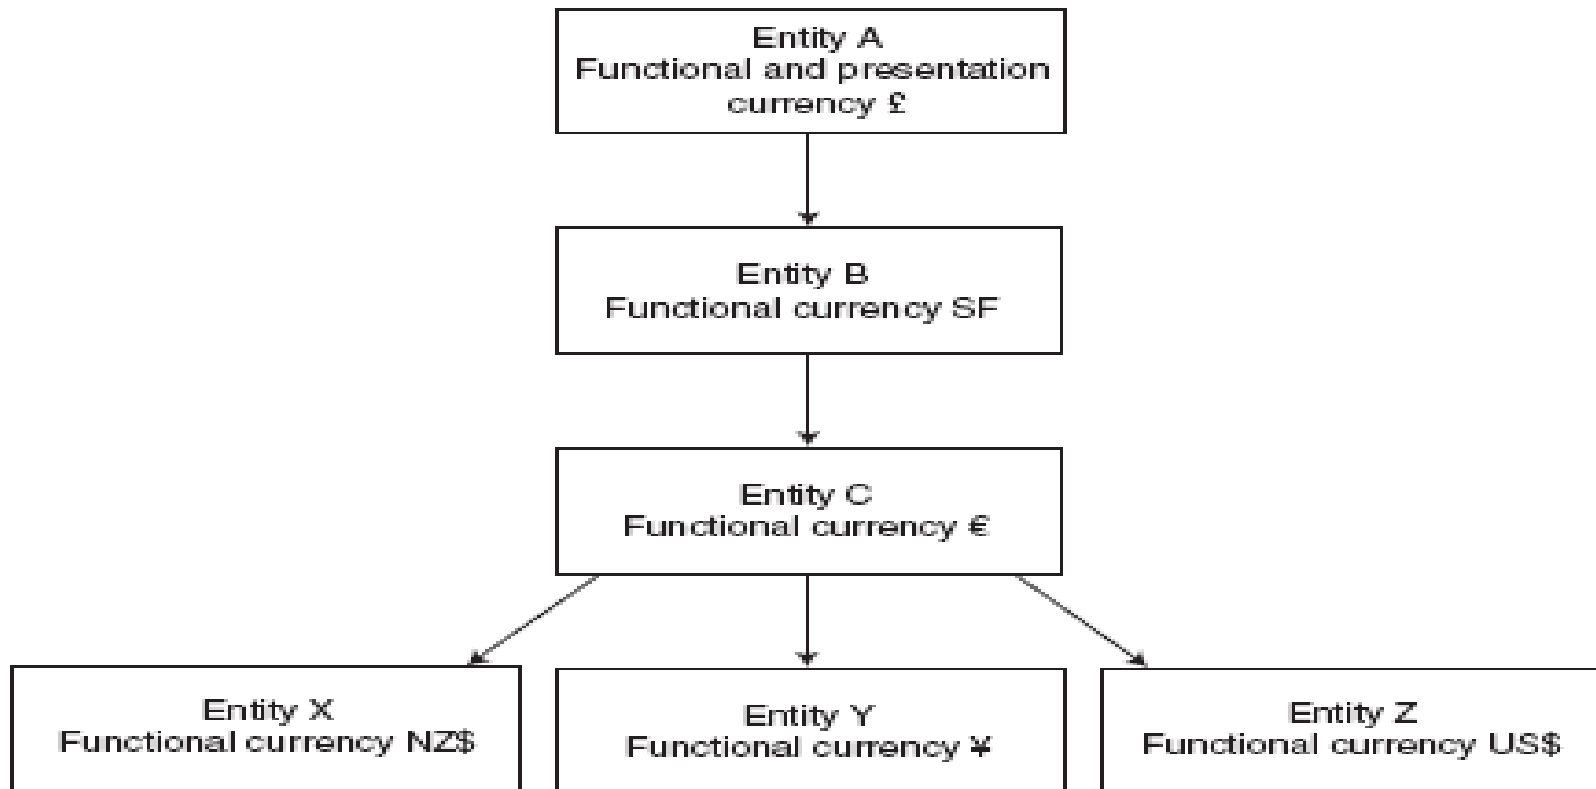 Entity A
Functional and presentation
currency £
Entity B
Functional currency SF
Entity C
Functional currency €
Entity X
Functional currency NZ$
Entity Y
Functional currency ¥
Entity Z
Functional currency US$